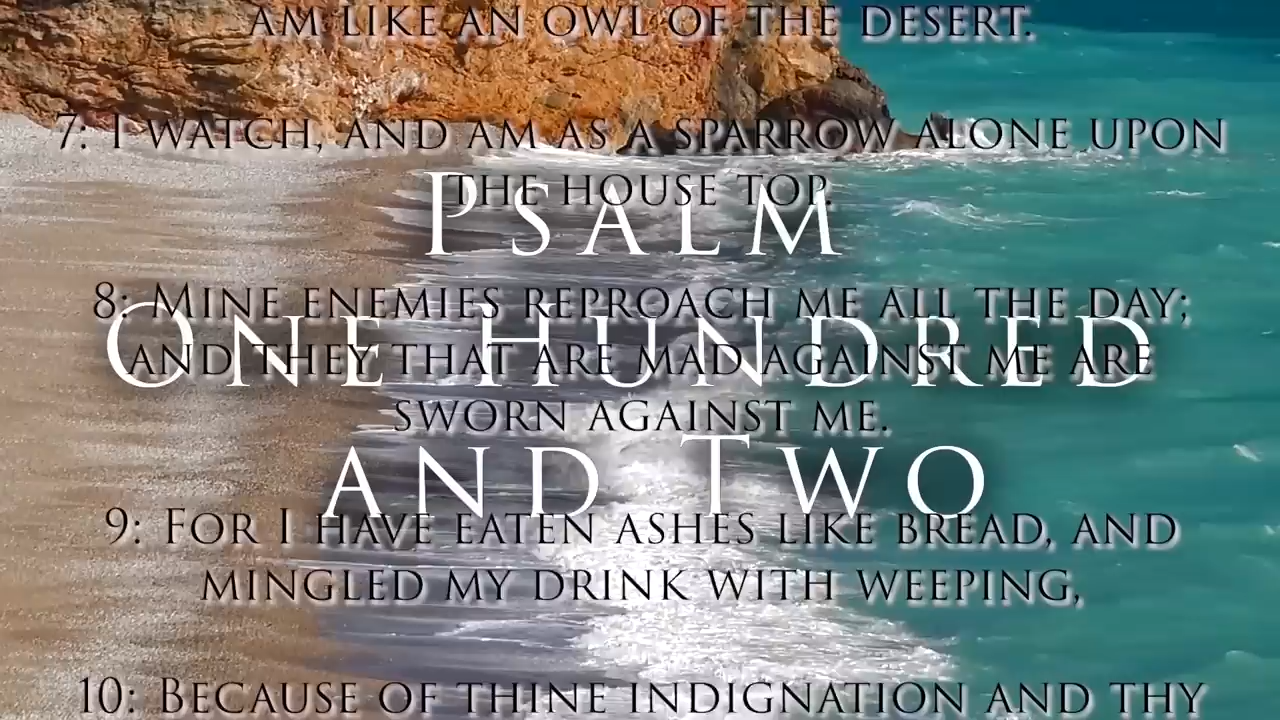 AM LIKE AN OWL OF THE DESERT.
7: I WATCH, AND AM AS A SPARROW ALONE UPON
THE HOUSE TOP.
PSALM
8: MINE ENEMIES REPROACH ME ALL THE DAY;
ONE HUNDRED
AND THEY THAT ARE MAD AGAINST ME ARE
SWORN AGAINST ME.
AND TWO
9: FOR I HAVE EATEN ASHES LIKE BREAD, AND
MINGLED MY DRINK WITH WEEPING,
10: BECAUSE OF THINE INDIGNATION AND THY